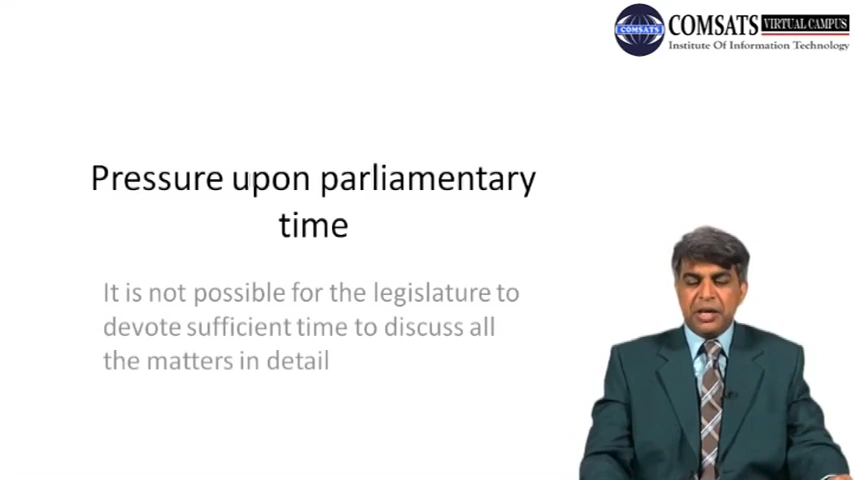 COMSATS VIRTUAL CAMPUS
Institute Of Information Technology
COMSATS
Pressure upon parliamentary
time
It is not possible for the legislature to
devote sufficient time to discuss all
the matters in detail